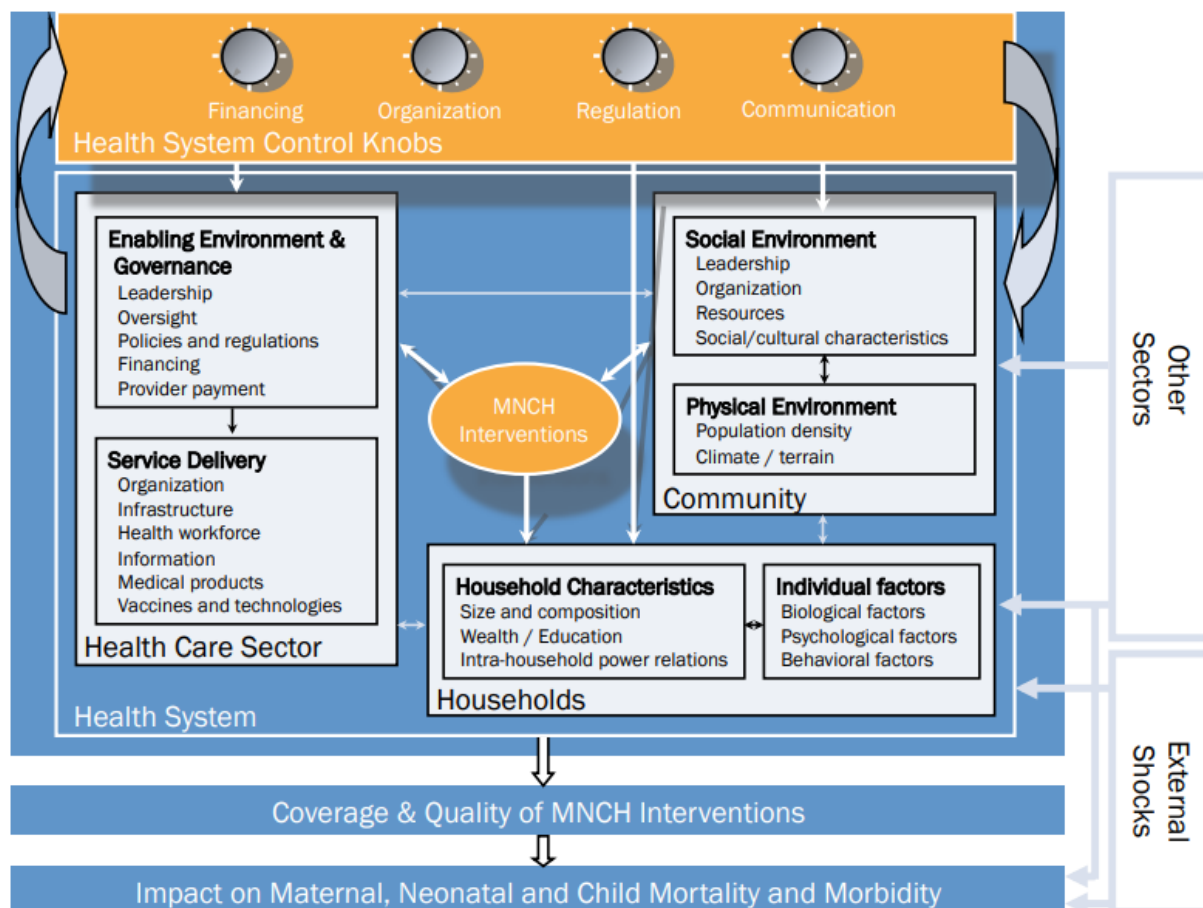 Financing
Organization
Regulation
Communication
Health System Control Knobs
Enabling Environment &
Governance
Leadership
Oversight
Policies and regulations
Financing
Provider payment
Service Delivery
Organization
Infrastructure
Health workforce
Information
Medical products
Vaccines and technologies
Health Care Sector
MNCH
Interventions
Social Environment
Leadership
Organization
Resources
Social/cultural characteristics
Physical Environment
Population density
Climate / terrain
Community
Household Characteristics
Size and composition
Wealth / Education
Intra-household power relations
Individual factors
Biological factors
Psychological factors
Behavioral factors
Households
Health System
Other
Sectors
External
Shocks
Coverage & Quality of MNCH Interventions
Impact on Maternal, Neonatal and Child Mortality and Morbidity